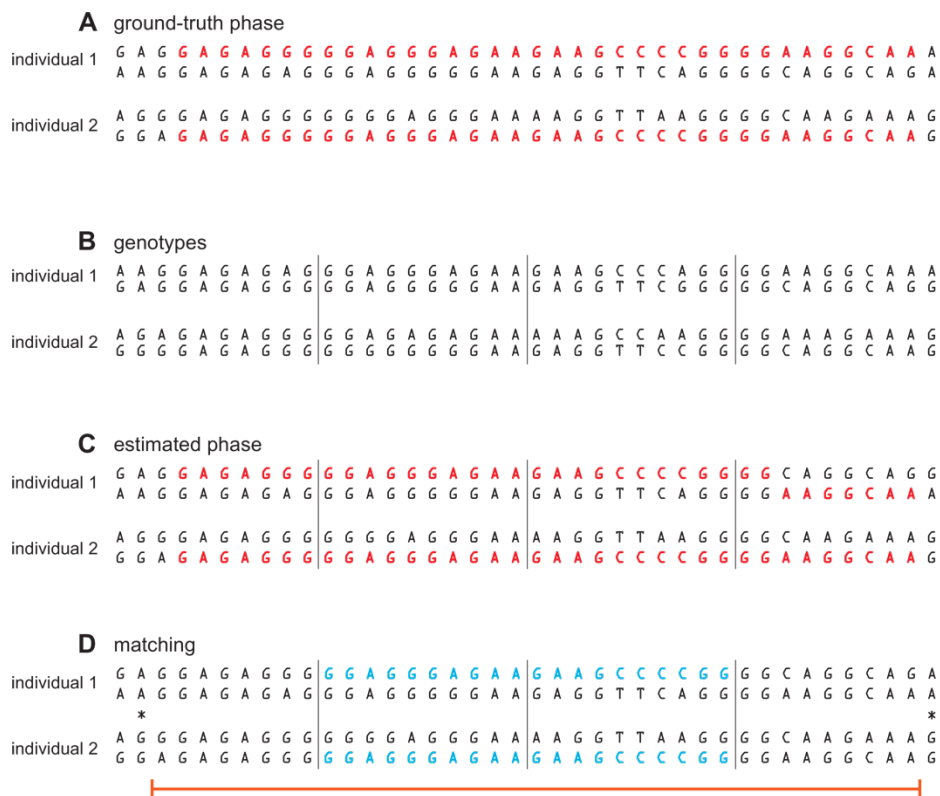 A ground-truth phase
individual 1
G A G G A G A G G G G G A G G G A G A A G A A G C C C C G G G G A A G G C A A A
A A G G A G A G A G G G A G G G G G A A G A G G T T C A G G G G C A G G C A G A
individual 2
A G G G A G A G G G G G G G A G G G A A A A G G T T A A G G G G C A A G A A A G
G G A G A G A G G G G G A G G G A G A A G A A G C C C C G G G G A A G G C A A G
B genotypes
individual 1
A A G G A G A G A G G G A G G G A G A A G A A G C C C A G G G G A A G G C A A A
G A G G A G A G G G G G A G G G G G A A G A G G T T C G G G G G C A G G C A G G
individual 2
A G A G A G A G G G G G A G A G A G A A A A A G C C A A G G G G A A A G A A A G
G G G G A G A G G G G G G G G G G G A A G A G G T T C C G G G G C A G G C A A G
C estimated phase
individual 1
G A G G A G A G G G G G A G G G A G A A G A A G C C C C G G G G C A G G C A G G
A A G G A G A G A G G G A G G G G G A A G A G G T T C A G G G G A A G G C A A A
individual 2
A G G G A G A G G G G G G G A G G G A A A A G G T T A A G G G G C A A G A A A G
G G A G A G A G G G G G A G G G A G A A G A A G C C C C G G G G A A G G C A A G
D matching
individual 1
G A G G A G A G G G G G A G G G A G A A G A A G C C C C G G G G C A G G C A G A
A A G G A G A G A G G G A G G G G G A A G A G G T T C A G G G G A A G G C A A A
* *
individual 2
A G G G A G A G G G G G G G A G G G A A A A G G T T A A G G G G C A A G A A A G
G G A G A G A G G G G G A G G G A G A A G A A G C C C C G G G G A A G G C A A G